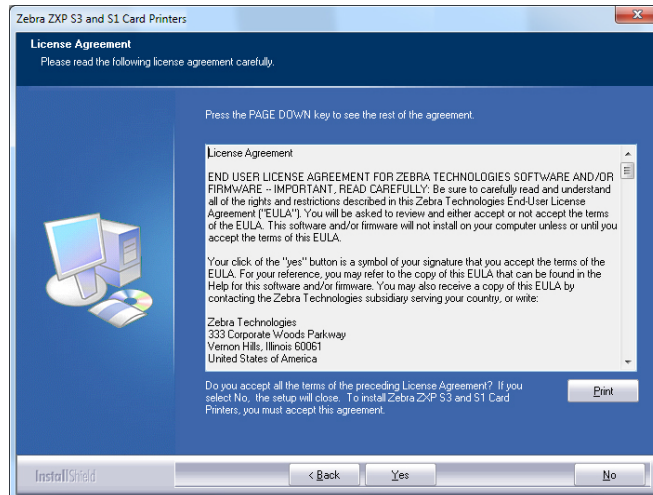 Zebra ZXP S3 and S1 Card Printers
License Agreement
Please read the following license agreement carefully.
Press the PAGE DOWN key to see the rest of the agreement.
License Agreement
END USER LICENSE AGREEMENT FOR ZEBRA TECHNOLOGIES SOFTWARE AND/OR
FIRMWARE -- IMPORTANT, READ CAREFULLY: Be sure to carefully read and understand
all of the rights and restrictions described in this Zebra Technologies End-User License
Agreement ("EULA"). You will be asked to review and either accept or not accept the terms
of the EULA. This software and/or firmware will not install on your computer unless or until you
accept the terms of this EULA.
Your click of the "yes" button is a symbol of your signature that you accept the terms of the
EULA. For your reference, you may refer to the copy of this EULA that can be found in the
Help for this software and/or firmware. You may also receive a copy of this EULA by
contacting the Zebra Technologies subsidiary serving your country, or write:
Zebra Technologies
333 Corporate Woods Parkway
Vernon Hills, Illinois 60061
United States of America
Do you accept all the terms of the preceding License Agreement? If you
select No, the setup will close. To install Zebra ZXP S3 and S1 Card
Printers, you must accept this agreement.
Print
InstallShield
< Back
Yes
No